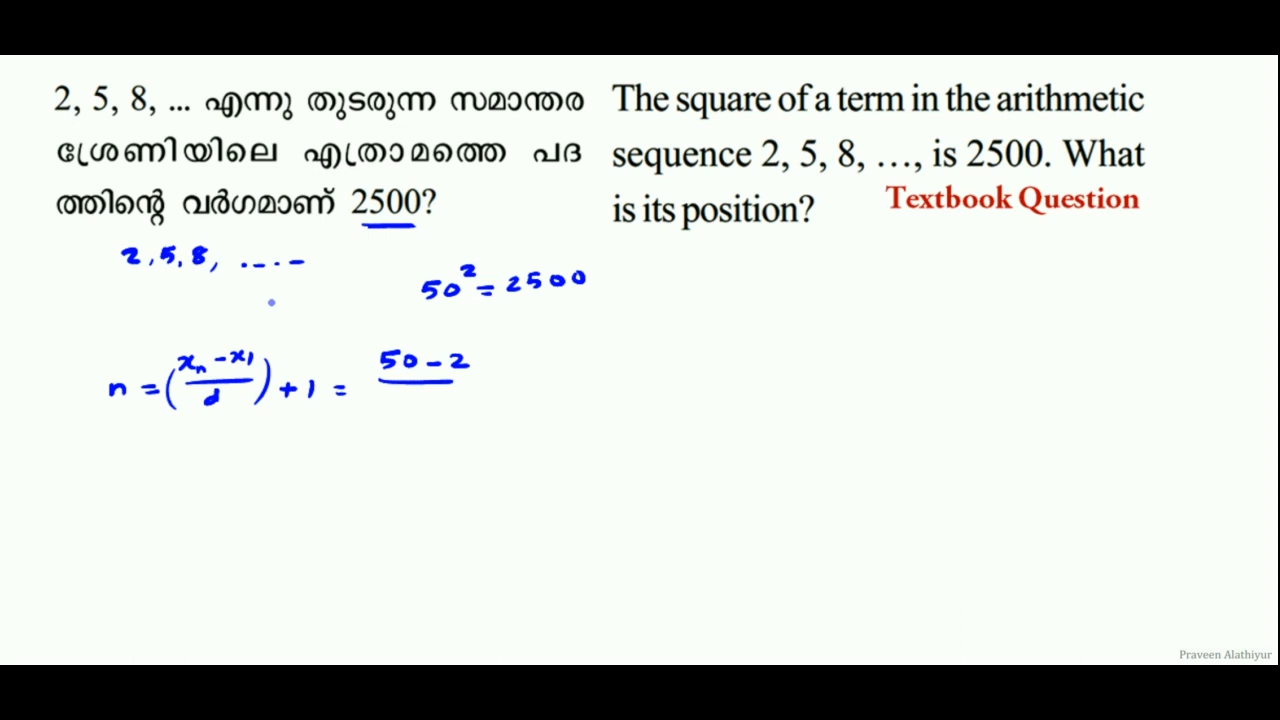 2, 5, 8, ... എന്നു തുടരുന്ന സമാന്തര
ശ്രേണിയിലെ എത്രാമത്തെ പദ
ത്തിന്റെ വർഗമാണ് 2500?
The square of a term in the arithmetic
sequence 2, 5, 8, …, is 2500. What
is its position?
Textbook Question
2, 5, 8, .....
50² = 2500
n = (xₙ - x₁ / d) + 1 = 50 - 2
Praveen Alathiyur